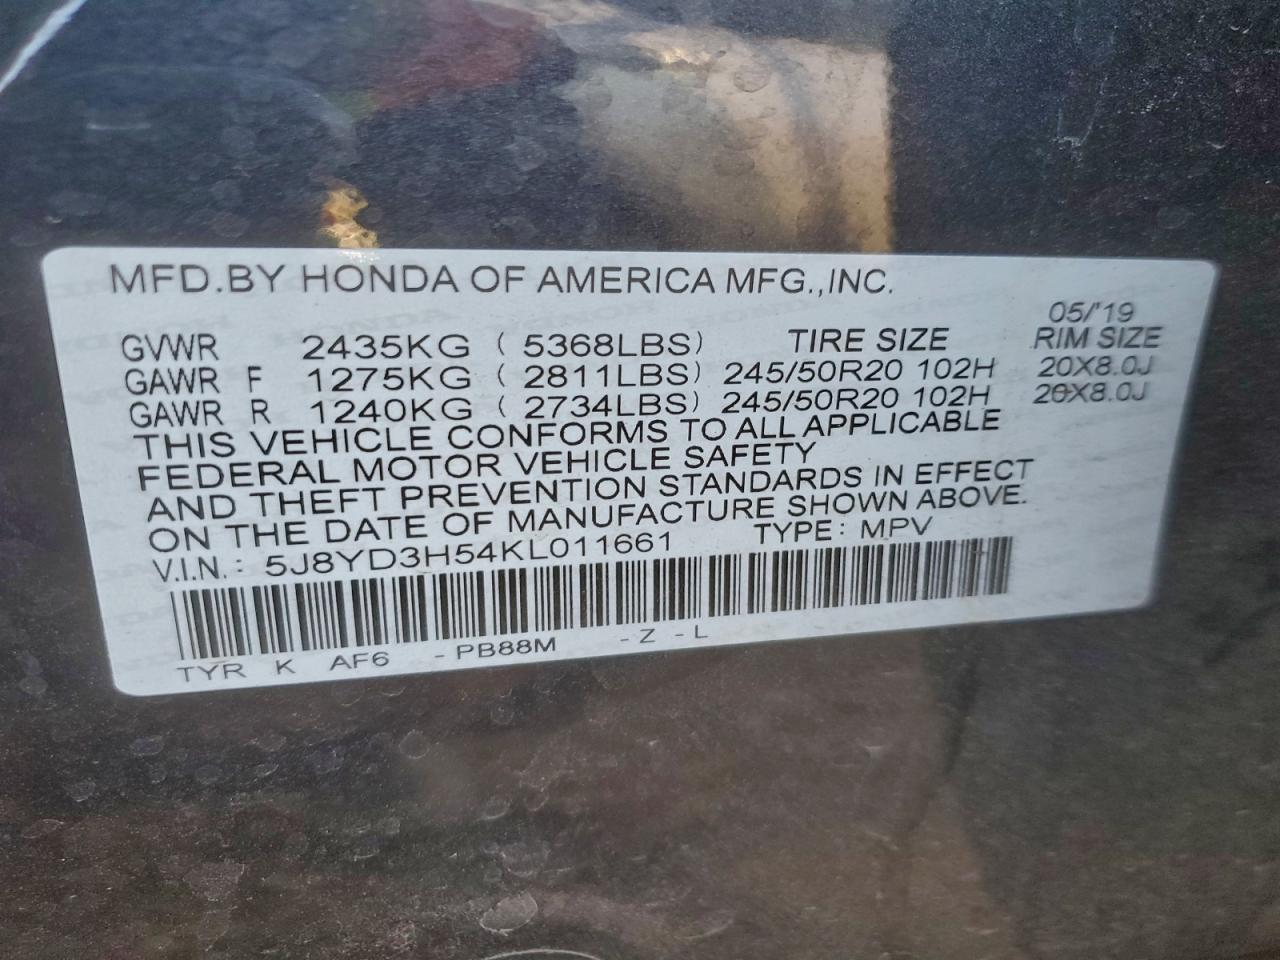 MFD.BY HONDA OF AMERICA MFG.,INC.
05/'19
GVWR 2435KG ( 5368LBS) TIRE SIZE RIM SIZE
GAWR F 1275KG ( 2811LBS) 245/50R20 102H 20X8.0J
GAWR R 1240KG ( 2734LBS) 245/50R20 102H 20X8.0J
THIS VEHICLE CONFORMS TO ALL APPLICABLE
FEDERAL MOTOR VEHICLE SAFETY
AND THEFT PREVENTION STANDARDS IN EFFECT
ON THE DATE OF MANUFACTURE SHOWN ABOVE.
V.I.N.: 5J8YD3H54KL011661 TYPE: MPV
TYR K AF6 -PB88M -Z -L